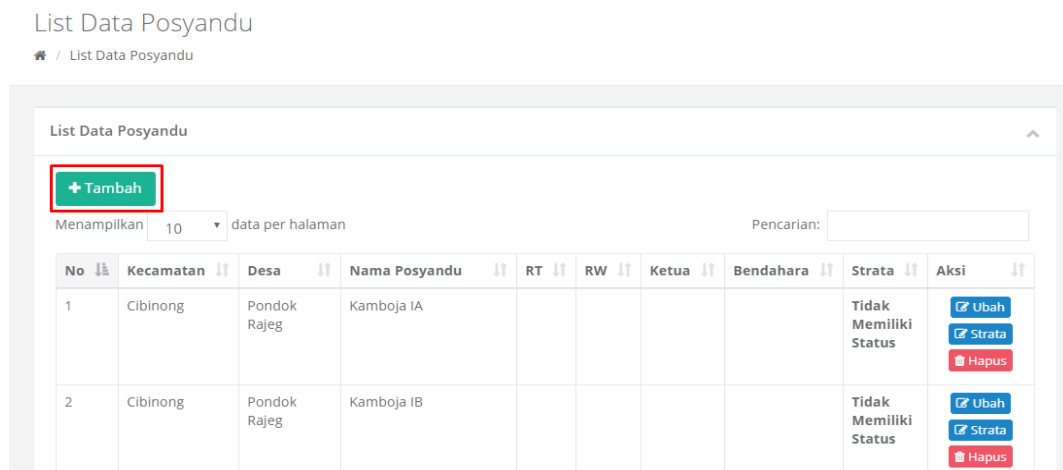 List Data Posyandu
/ List Data Posyandu
List Data Posyandu
Tambah
Menampilkan 10 data per halaman Pencarian:
No Kecamatan Desa Nama Posyandu RT RW Ketua Bendahara Strata Aksi
1 Cibinong Pondok Kamboja IA Tidak Ubah
Rajeg Memiliki Strata
Status Hapus
2 Cibinong Pondok Kamboja IB Tidak Ubah
Rajeg Memiliki Strata
Status Hapus